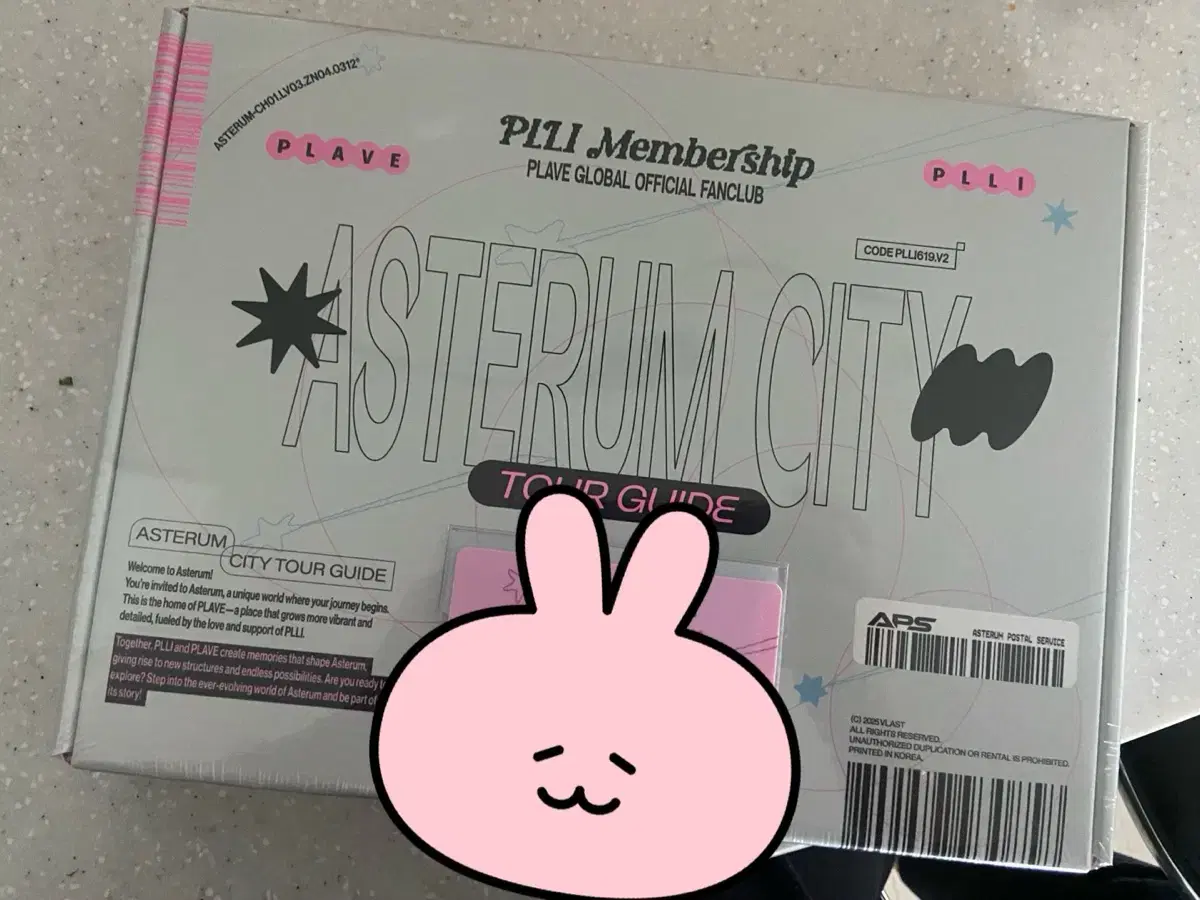 ASTERUM-CH01.LV03.ZN04.0312*
PLAVE
PLLI Membership
PLAVE GLOBAL OFFICIAL FANCLUB
PLLI
CODE PLLI619.V2
ASTERUM CITY
TOUR GUIDE
ASTERUM
CITY TOUR GUIDE
Welcome to Asterum!
You're invited to Asterum, a unique world where your journey begins.
This is the home of PLAVE—a place that grows more vibrant and
detailed, fueled by the love and support of PLLI.
Together, PLLI and PLAVE create memories that shape Asterum,
giving rise to new structures and endless possibilities. Are you ready
explore? Step into the ever-evolving world of Asterum and be part of
its story!
APS
ASTERUM POSTAL SERVICE
(C) 2025 VLAST
ALL RIGHTS RESERVED.
UNAUTHORIZED DUPLICATION OR RENTAL IS PROHIBITED.
PRINTED IN KOREA.